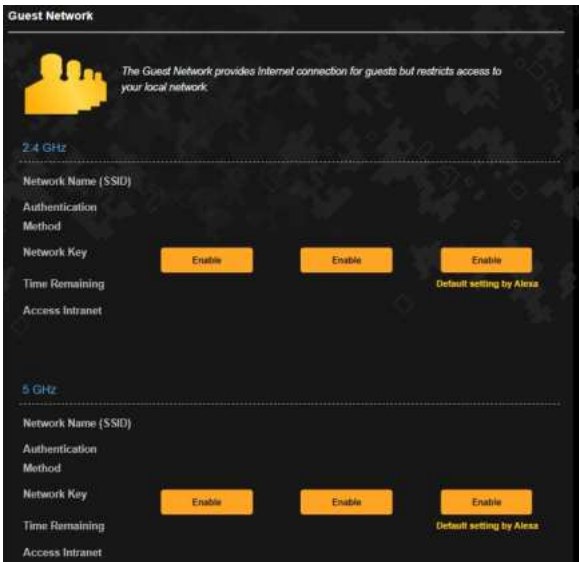 Guest Network
The Guest Network provides Internet connection for guests but restricts access to
your local network.
2.4 GHz
Network Name (SSID)
Authentication
Method
Network Key
Enable
Enable
Enable
Time Remaining
Default setting by Alexa
Access Intranet
5 GHz
Network Name (SSID)
Authentication
Method
Network Key
Enable
Enable
Enable
Time Remaining
Default setting by Alexa
Access Intranet